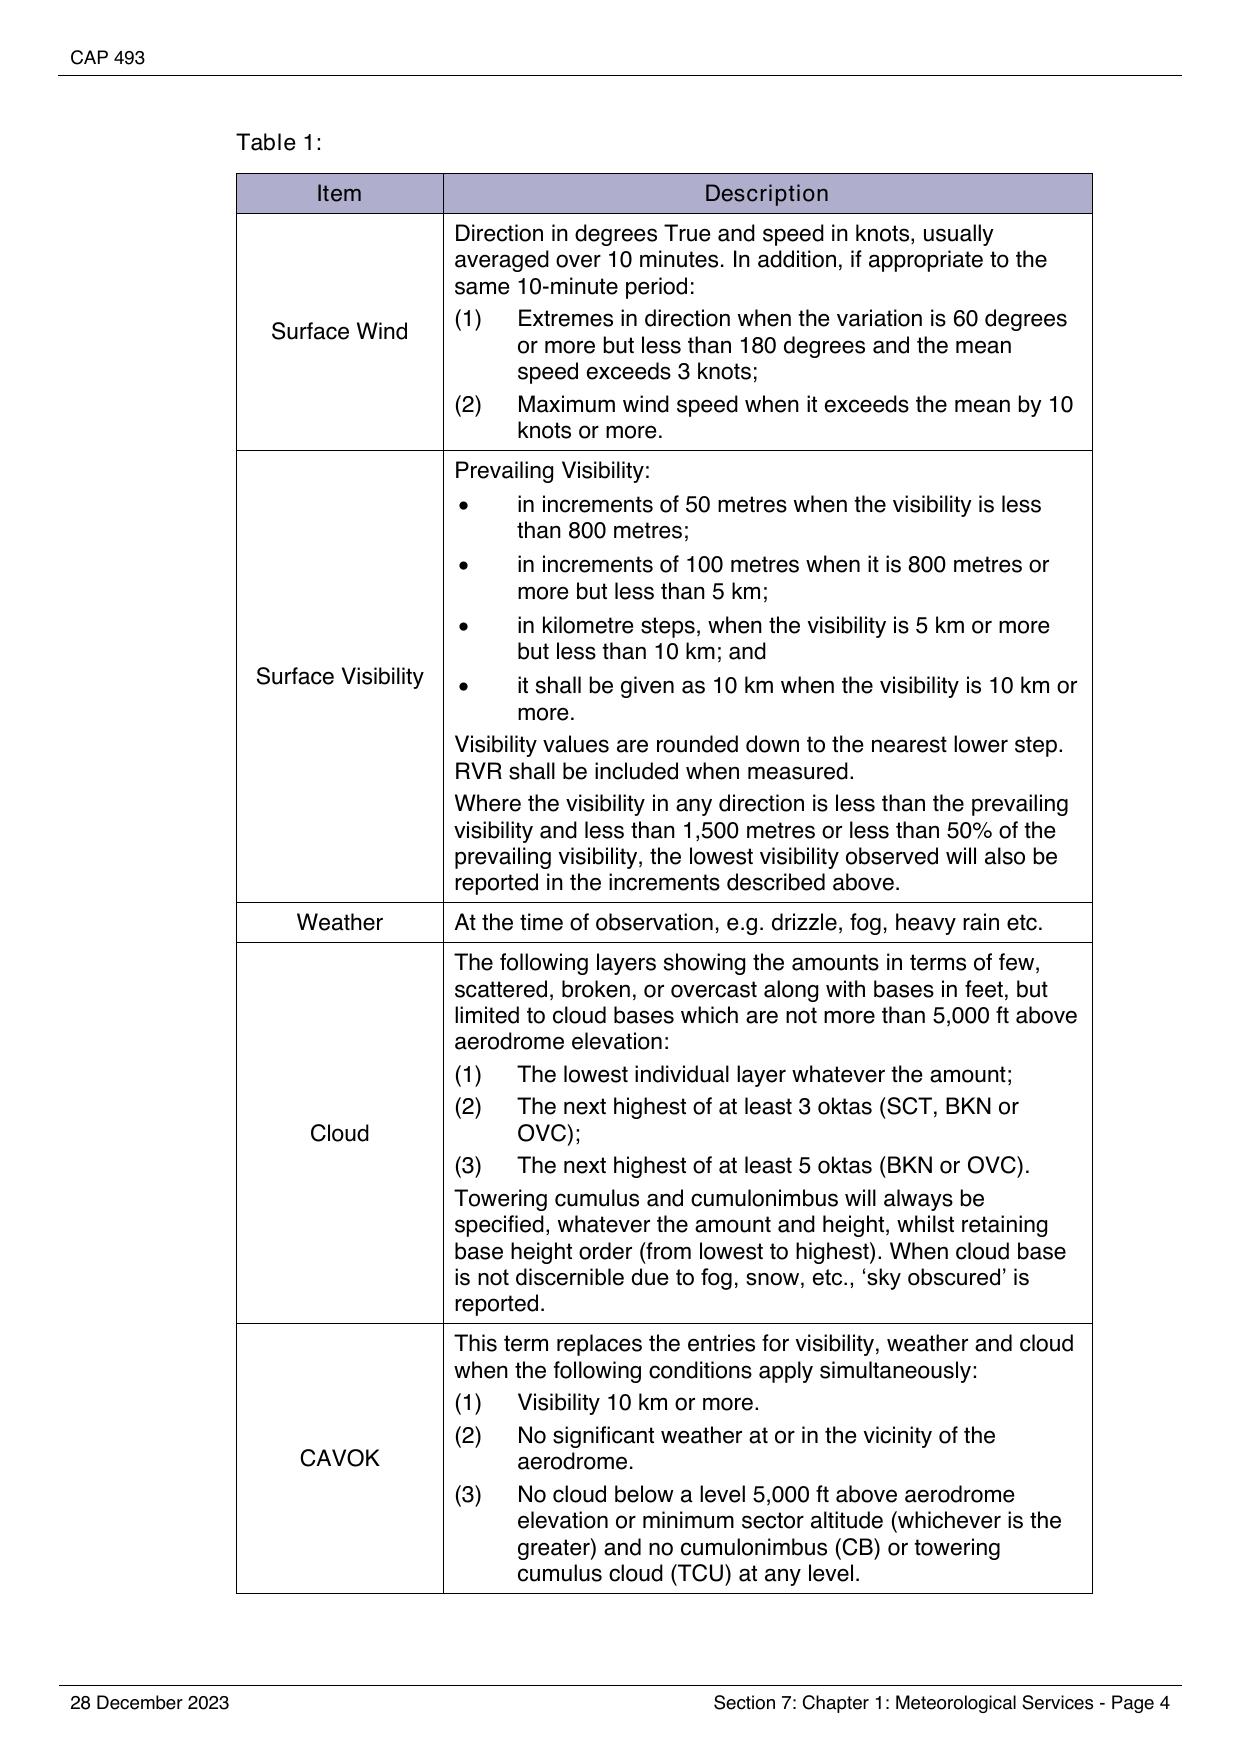 CAP 493
Table 1:
Item
Description
Surface Wind
Direction in degrees True and speed in knots, usually
averaged over 10 minutes. In addition, if appropriate to the
same 10-minute period:
(1) Extremes in direction when the variation is 60 degrees
or more but less than 180 degrees and the mean
speed exceeds 3 knots;
(2) Maximum wind speed when it exceeds the mean by 10
knots or more.
Surface Visibility
Prevailing Visibility:
• in increments of 50 metres when the visibility is less
than 800 metres;
• in increments of 100 metres when it is 800 metres or
more but less than 5 km;
• in kilometre steps, when the visibility is 5 km or more
but less than 10 km; and
• it shall be given as 10 km when the visibility is 10 km or
more.
Visibility values are rounded down to the nearest lower step.
RVR shall be included when measured.
Where the visibility in any direction is less than the prevailing
visibility and less than 1,500 metres or less than 50% of the
prevailing visibility, the lowest visibility observed will also be
reported in the increments described above.
Weather
At the time of observation, e.g. drizzle, fog, heavy rain etc.
Cloud
The following layers showing the amounts in terms of few,
scattered, broken, or overcast along with bases in feet, but
limited to cloud bases which are not more than 5,000 ft above
aerodrome elevation:
(1) The lowest individual layer whatever the amount;
(2) The next highest of at least 3 oktas (SCT, BKN or
OVC);
(3) The next highest of at least 5 oktas (BKN or OVC).
Towering cumulus and cumulonimbus will always be
specified, whatever the amount and height, whilst retaining
base height order (from lowest to highest). When cloud base
is not discernible due to fog, snow, etc., ‘sky obscured’ is
reported.
CAVOK
This term replaces the entries for visibility, weather and cloud
when the following conditions apply simultaneously:
(1) Visibility 10 km or more.
(2) No significant weather at or in the vicinity of the
aerodrome.
(3) No cloud below a level 5,000 ft above aerodrome
elevation or minimum sector altitude (whichever is the
greater) and no cumulonimbus (CB) or towering
cumulus cloud (TCU) at any level.
28 December 2023
Section 7: Chapter 1: Meteorological Services - Page 4